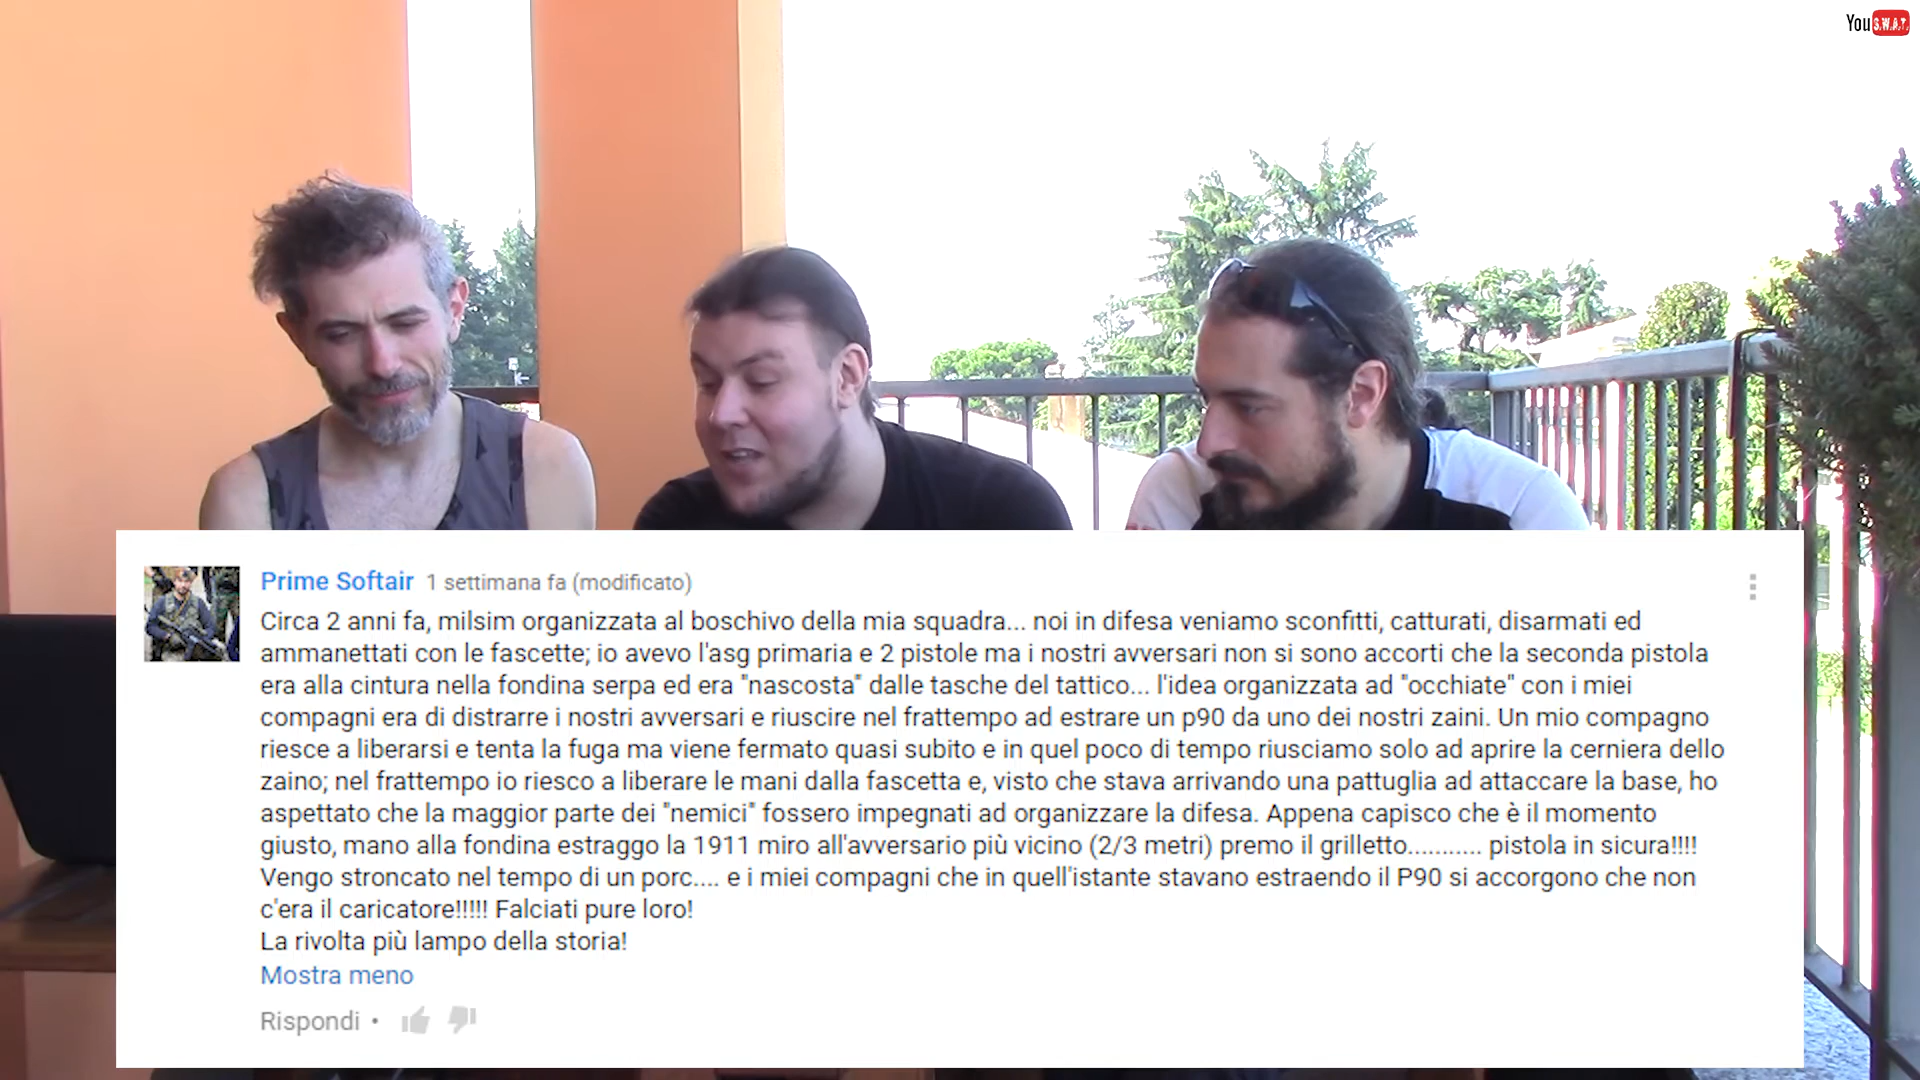 You S.W.A.T.
Prime Softair 1 settimana fa (modificato)
Circa 2 anni fa, milsim organizzata al boschivo della mia squadra... noi in difesa veniamo sconfitti, catturati, disarmati ed
ammanettati con le fascette; io avevo l'asg primaria e 2 pistole ma i nostri avversari non si sono accorti che la seconda pistola
era alla cintura nella fondina serpa ed era "nascosta" dalle tasche del tattico... l'idea organizzata ad "occhiate" con i miei
compagni era di distrarre i nostri avversari e riuscire nel frattempo ad estrare un p90 da uno dei nostri zaini. Un mio compagno
riesce a liberarsi e tenta la fuga ma viene fermato quasi subito e in quel poco di tempo riusciamo solo ad aprire la cerniera dello
zaino; nel frattempo io riesco a liberare le mani dalla fascetta e, visto che stava arrivando una pattuglia ad attaccare la base, ho
aspettato che la maggior parte dei "nemici" fossero impegnati ad organizzare la difesa. Appena capisco che è il momento
giusto, mano alla fondina estraggo la 1911 miro all'avversario più vicino (2/3 metri) premo il grilletto........... pistola in sicura!!!!
Vengo stroncato nel tempo di un porc.... e i miei compagni che in quell'istante stavano estraendo il P90 si accorgono che non
c'era il caricatore!!!!! Falciati pure loro!
La rivolta più lampo della storia!
Mostra meno
Rispondi •